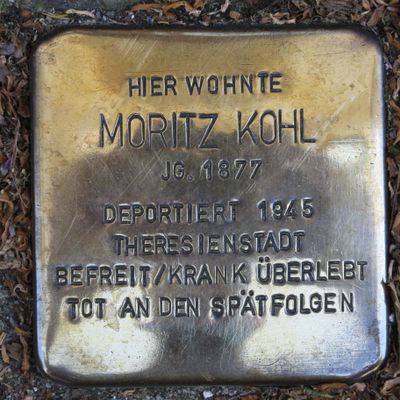 HIER WOHNTE
MORITZ KOHL
JG. 1877
DEPORTIERT 1945
THERESIENSTADT
BEFREIT/KRANK ÜBERLEBT
TOT AN DEN SPÄTFOLGEN